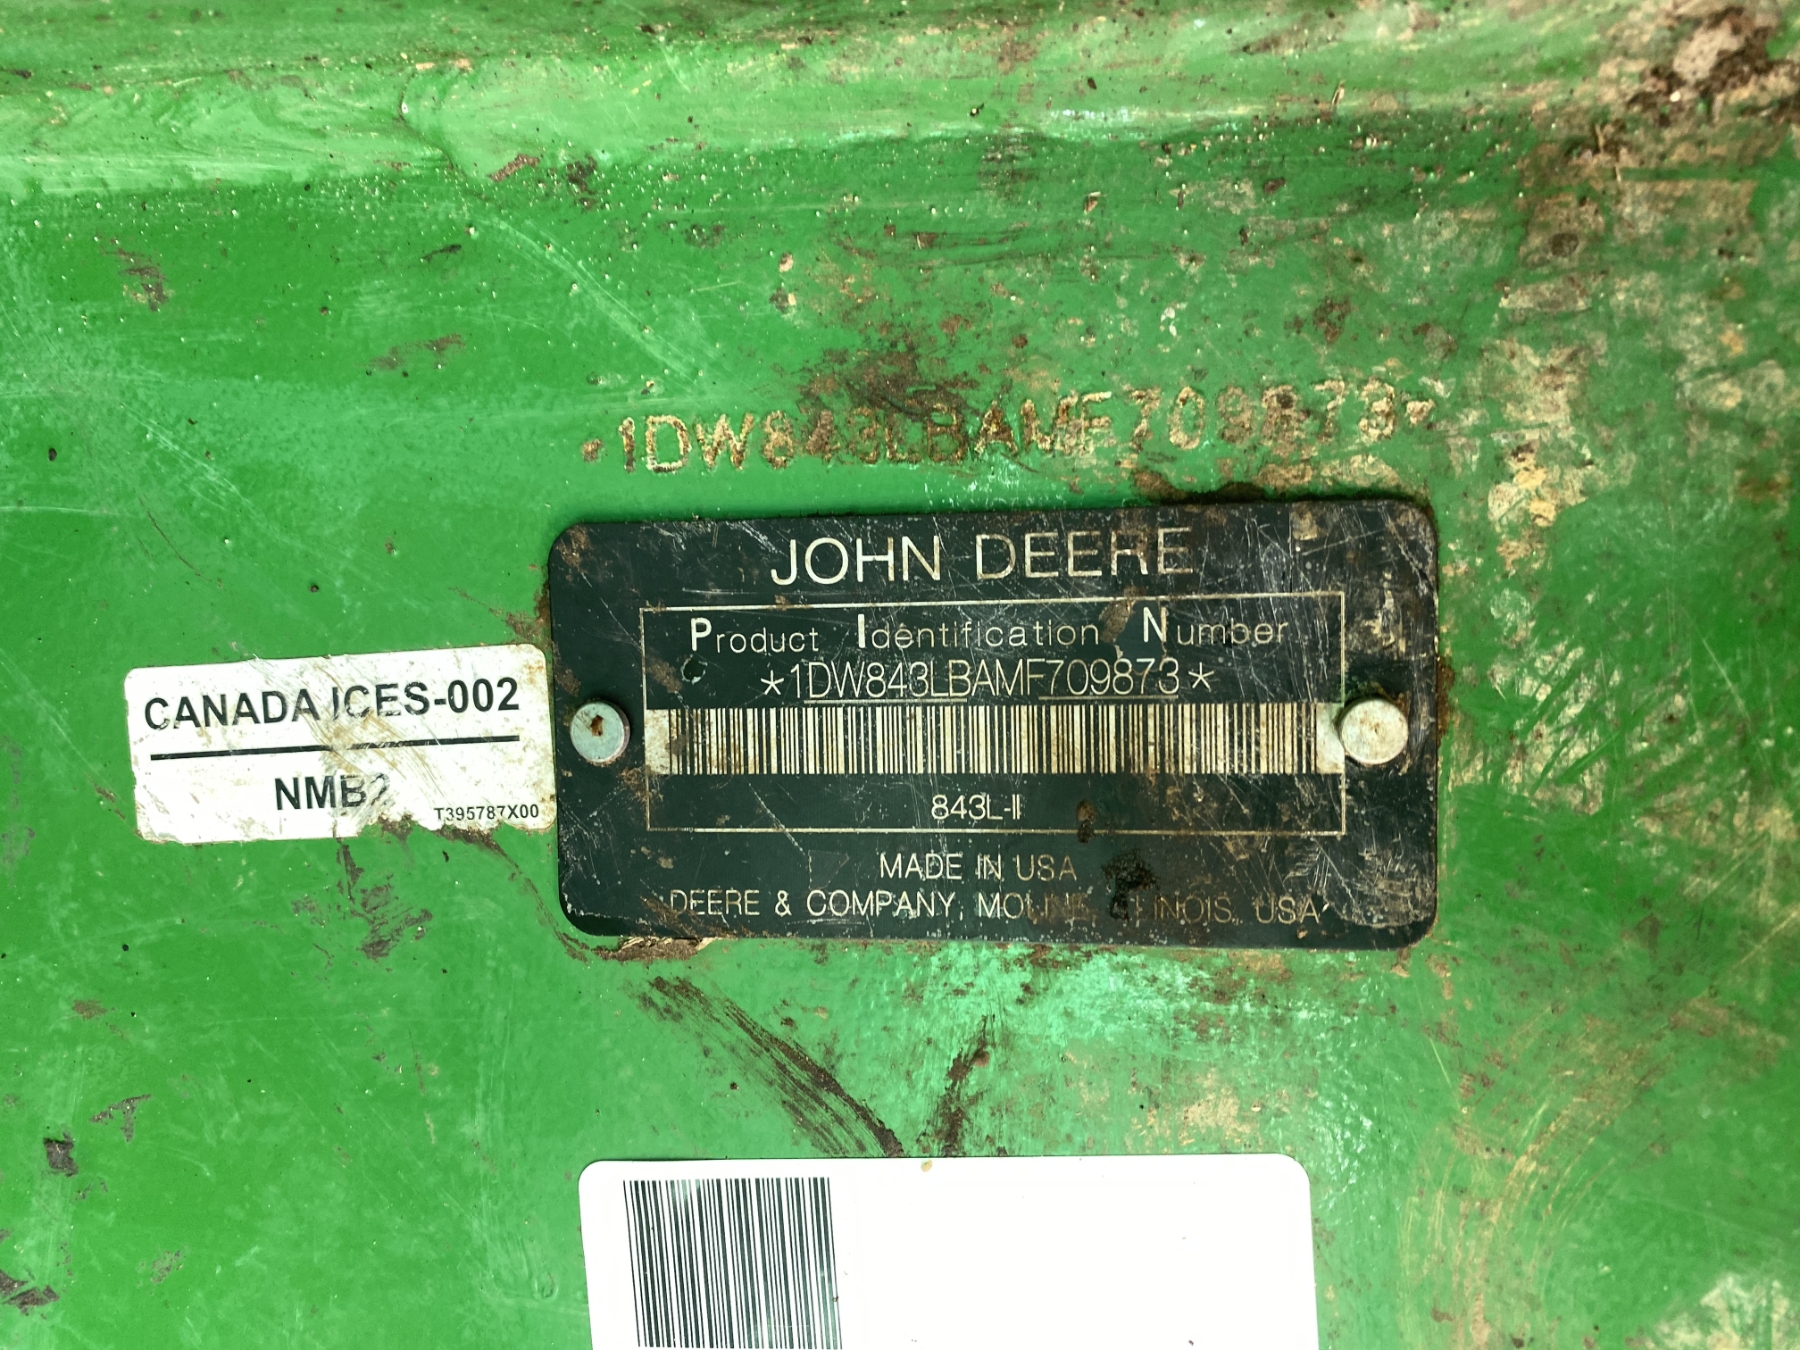 *1DW843LBAMF709873*
JOHN DEERE
Product Identification Number
*1DW843LBAMF709873*
843L-II
MADE IN USA
DEERE & COMPANY, MOLINE, ILLINOIS, USA
CANADA ICES-002
NMB2
T395787X00